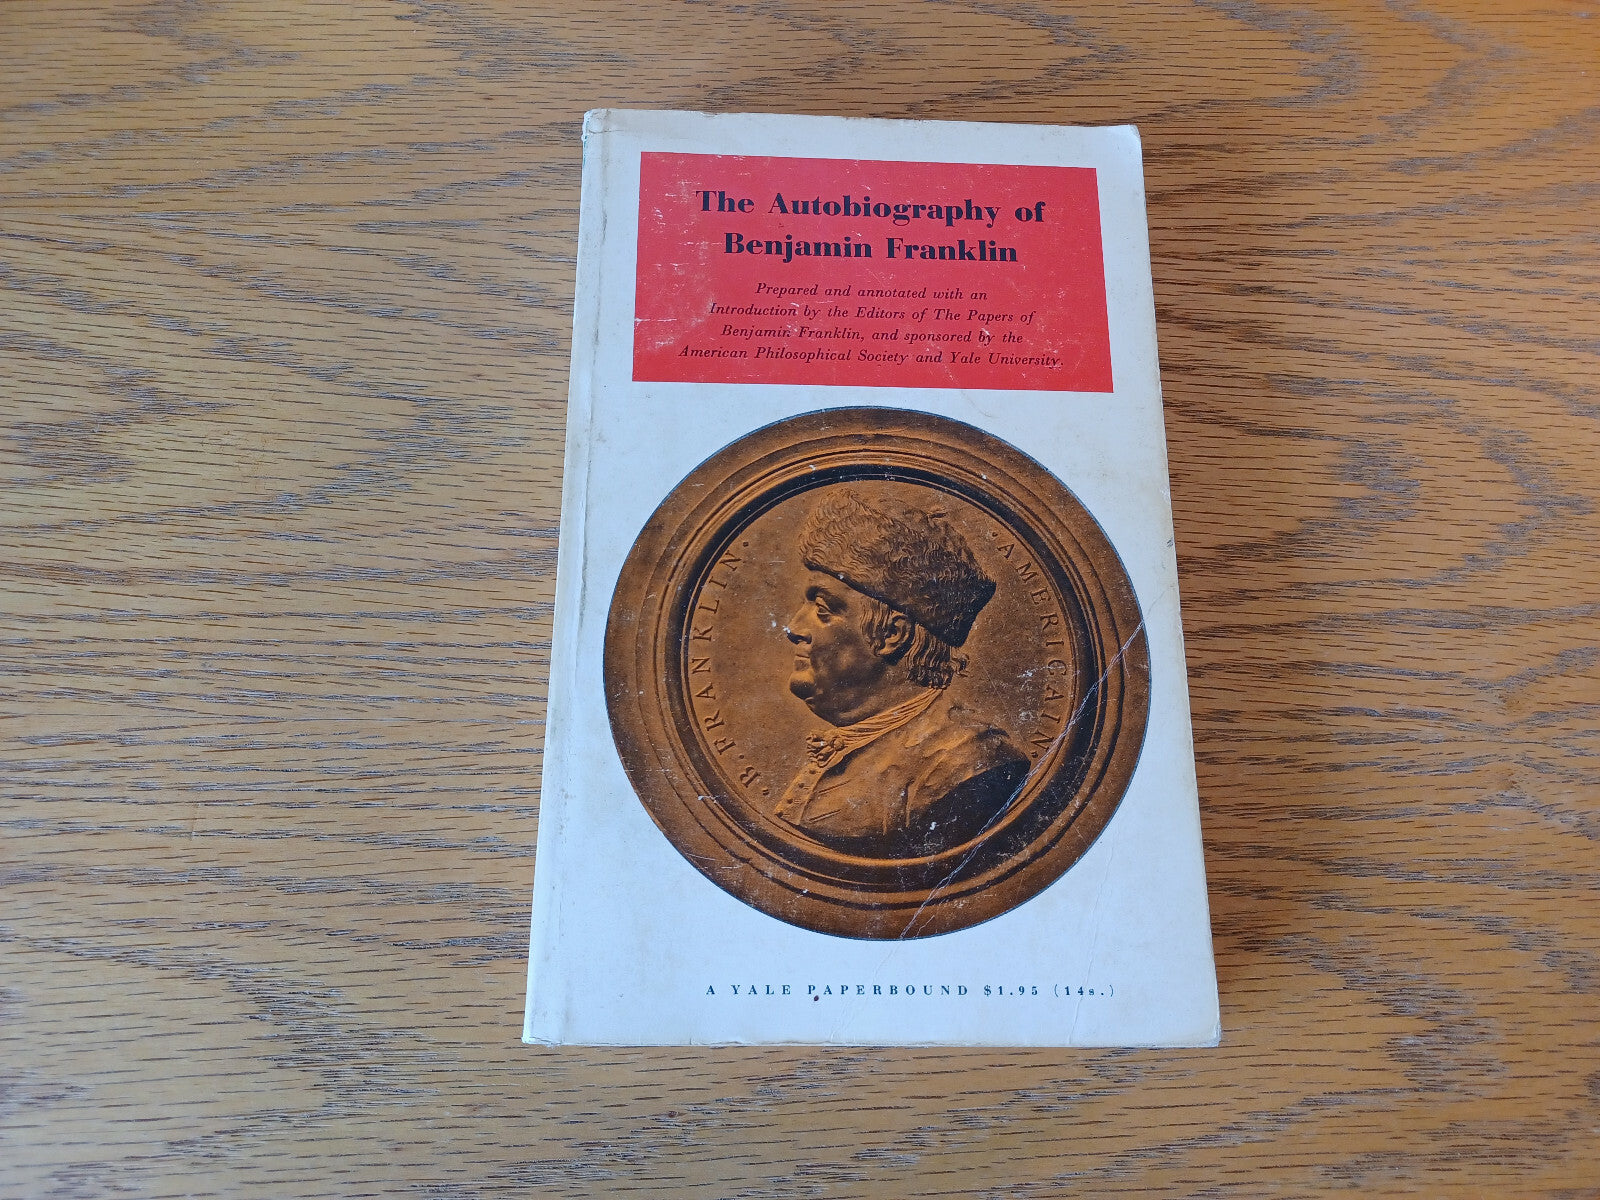 The Autobiography of
Benjamin Franklin
Prepared and annotated with an
Introduction by the Editors of The Papers of
Benjamin Franklin, and sponsored by the
American Philosophical Society and Yale University.
B·FRANKLIN·
·AMERICAIN·
A YALE PAPERBOUND $1.95 (14s.)